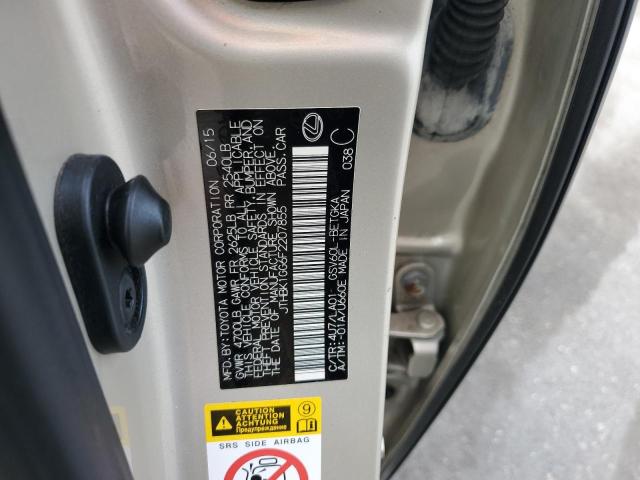 MFD. BY: TOYOTA MOTOR CORPORATION 06/15
GVWR 4700LB GAWR FR 2625LB RR 2540LB
THIS VEHICLE CONFORMS TO ALL APPLICABLE
FEDERAL MOTOR VEHICLE SAFETY, BUMPER, AND
THEFT PREVENTION STANDARDS IN EFFECT ON
THE DATE OF MANUFACTURE SHOWN ABOVE.
JTHBK1GG6F2207855 PASS. CAR
C/TR: 4U7/LA01 GSV60L -BETGKA
A/TM: -01A/U660E MADE IN JAPAN 038 C
CAUTION
ATTENTION
ACHTUNG
Предупреждение
9
SRS SIDE AIRBAG